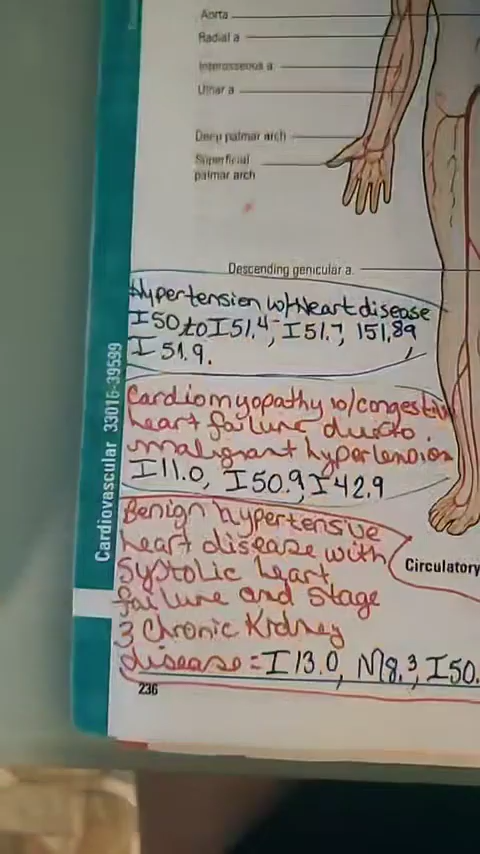 Aorta
Radial a
Interosseous a.
Ulnar a
Deep palmar arch
Superficial
palmar arch
Descending genicular a.
Hypertension w/Heart disease
I50 to I51.4-I51.7, 151.89
I51.9.
Cardiomyopathy w/congestive
heart failure due to
malignant hypertension
I11.0, I50.9, I42.9
Benign hypertensive
heart disease with
Systolic heart
failure and Stage
3 Chronic Kidney
disease = I13.0, N18.3, I50.
Circulatory
236
Cardiovascular 33016-39599